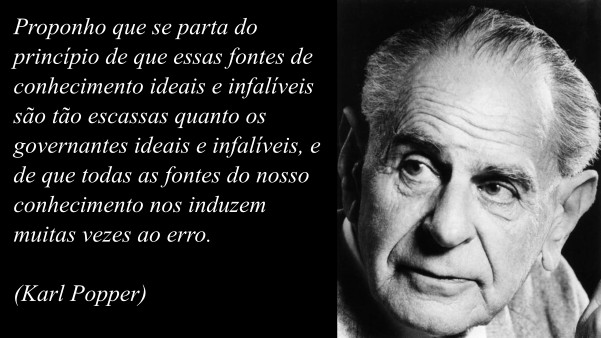 Proponho que se parta do
princípio de que essas fontes de
conhecimento ideais e infalíveis
são tão escassas quanto os
governantes ideais e infalíveis, e
de que todas as fontes do nosso
conhecimento nos induzem
muitas vezes ao erro.
(Karl Popper)